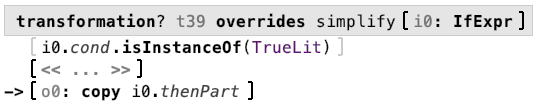 transformation? t39 overrides simplify [ i0: IfExpr ]
[ i0.cond.isInstanceOf(TrueLit) ]
[ << ... >> ]
-> [ o0: copy i0.thenPart ]